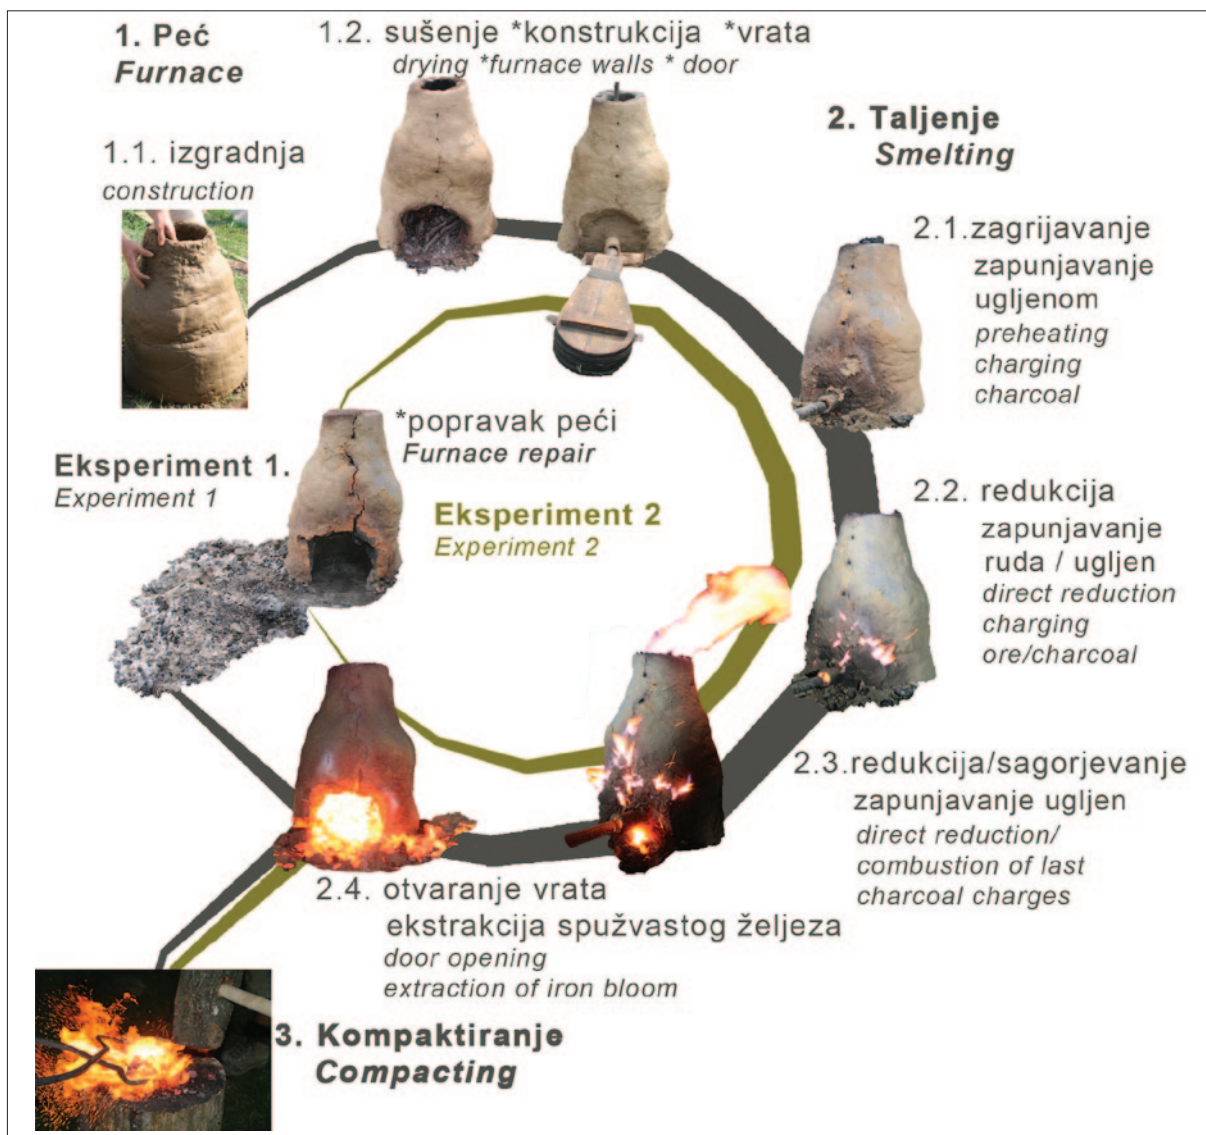 1. Peć
Furnace
1.2. sušenje *konstrukcija *vrata
drying *furnace walls * door
1.1. izgradnja
construction
2. Taljenje
Smelting
2.1.zagrijavanje
zapunjavanje
ugljenom
preheating
charging
charcoal
*popravak peći
Furnace repair
Eksperiment 1.
Experiment 1
Eksperiment 2
Experiment 2
2.2. redukcija
zapunjavanje
ruda / ugljen
direct reduction
charging
ore/charcoal
2.3.redukcija/sagorjevanje
zapunjavanje ugljen
direct reduction/
combustion of last
charcoal charges
2.4. otvaranje vrata
ekstrakcija spužvastog željeza
door opening
extraction of iron bloom
3. Kompaktiranje
Compacting